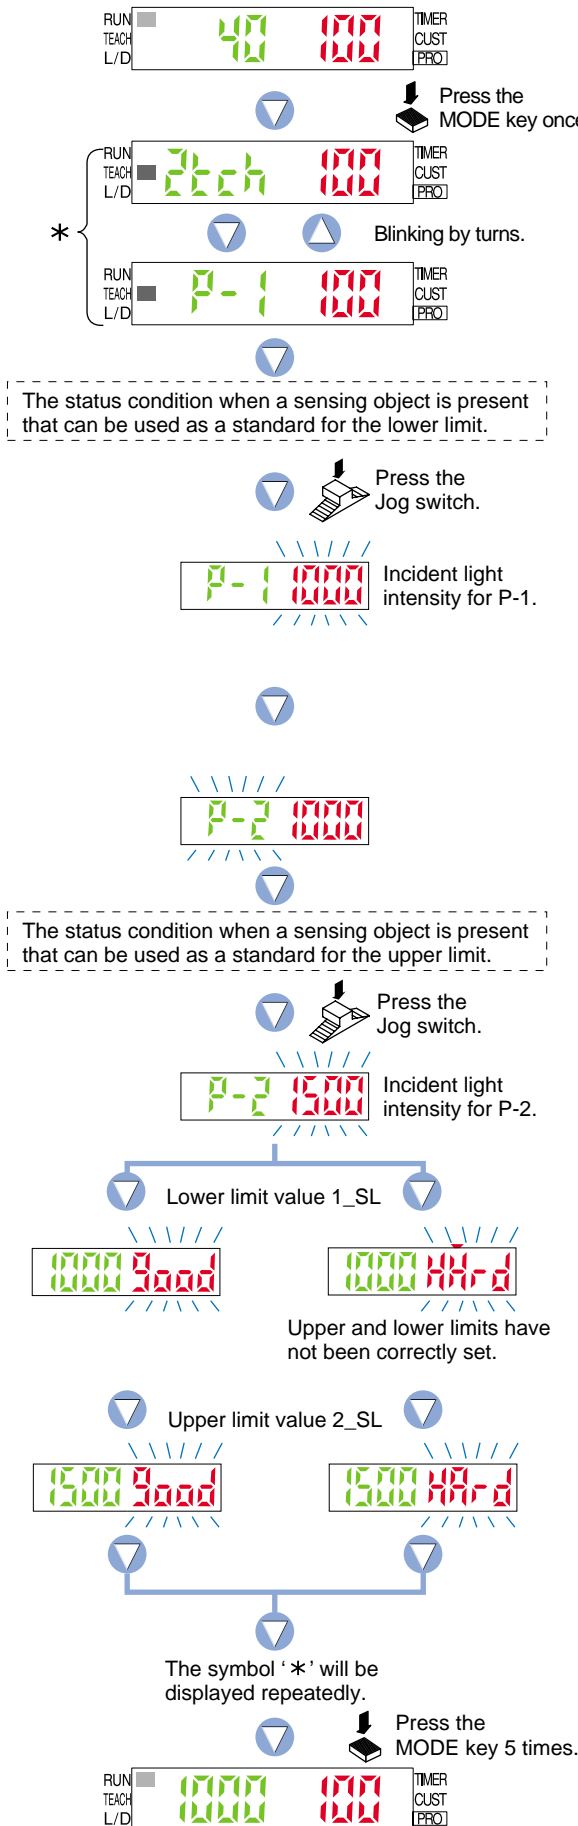 RUN 40 100 TIMER
TEACH CUST
L/D PRO
Press the
MODE key once
RUN TIMER
TEACH 2tch 100 CUST
L/D PRO
* Blinking by turns.
RUN TIMER
TEACH P-1 100 CUST
L/D PRO
The status condition when a sensing object is present
that can be used as a standard for the lower limit.
Press the
Jog switch.
P-1 1000 Incident light
intensity for P-1.
P-2 1000
The status condition when a sensing object is present
that can be used as a standard for the upper limit.
Press the
Jog switch.
P-2 1500 Incident light
intensity for P-2.
Lower limit value 1_SL
1000 9ood 1000 HArd
Upper and lower limits have
not been correctly set.
Upper limit value 2_SL
1500 9ood 1500 HArd
The symbol ‘ * ’ will be
displayed repeatedly.
Press the
MODE key 5 times.
RUN 1000 100 TIMER
TEACH CUST
L/D PRO